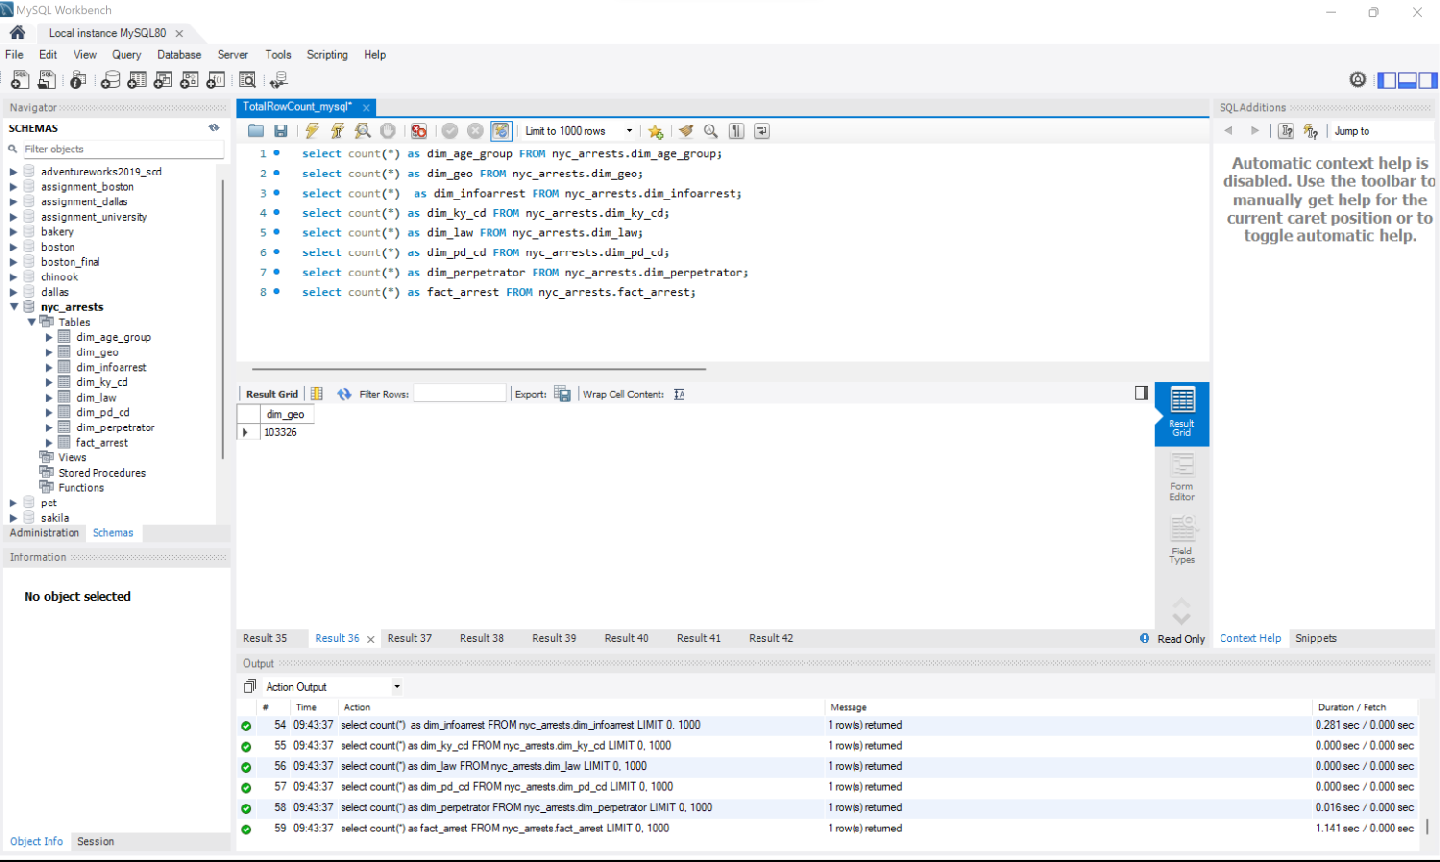 MySQL Workbench
Local instance MySQL80
File Edit View Query Database Server Tools Scripting Help
Navigator
SCHEMAS
Filter objects
adventureworks2019_scd
assignment_boston
assignment_dallas
assignment_university
bakery
boston
boston_final
chinook
dallas
nyc_arrests
Tables
dim_age_group
dim_geo
dim_infoarrest
dim_ky_cd
dim_law
dim_pd_cd
dim_perpetrator
fact_arrest
Views
Stored Procedures
Functions
pet
sakila
Administration Schemas
Information
No object selected
Object Info Session
TotalRowCount_mysql*
Limit to 1000 rows
1 select count(*) as dim_age_group FROM nyc_arrests.dim_age_group;
2 select count(*) as dim_geo FROM nyc_arrests.dim_geo;
3 select count(*)  as dim_infoarrest FROM nyc_arrests.dim_infoarrest;
4 select count(*) as dim_ky_cd FROM nyc_arrests.dim_ky_cd;
5 select count(*) as dim_law FROM nyc_arrests.dim_law;
6 select count(*) as dim_pd_cd FROM nyc_arrests.dim_pd_cd;
7 select count(*) as dim_perpetrator FROM nyc_arrests.dim_perpetrator;
8 select count(*) as fact_arrest FROM nyc_arrests.fact_arrest;
Result Grid Filter Rows: Export: Wrap Cell Content:
dim_geo
103326
Result Grid
Form Editor
Field Types
Result 35 Result 36 Result 37 Result 38 Result 39 Result 40 Result 41 Result 42 Read Only
SQLAdditions
Jump to
Automatic context help is
disabled. Use the toolbar to
manually get help for the
current caret position or to
toggle automatic help.
Context Help Snippets
Output
Action Output
# Time Action Message Duration / Fetch
54 09:43:37 select count(*)  as dim_infoarrest FROM nyc_arrests.dim_infoarrest LIMIT 0, 1000 1 row(s) returned 0.281 sec / 0.000 sec
55 09:43:37 select count(*) as dim_ky_cd FROM nyc_arrests.dim_ky_cd LIMIT 0, 1000 1 row(s) returned 0.000 sec / 0.000 sec
56 09:43:37 select count(*) as dim_law FROM nyc_arrests.dim_law LIMIT 0, 1000 1 row(s) returned 0.000 sec / 0.000 sec
57 09:43:37 select count(*) as dim_pd_cd FROM nyc_arrests.dim_pd_cd LIMIT 0, 1000 1 row(s) returned 0.000 sec / 0.000 sec
58 09:43:37 select count(*) as dim_perpetrator FROM nyc_arrests.dim_perpetrator LIMIT 0, 1000 1 row(s) returned 0.016 sec / 0.000 sec
59 09:43:37 select count(*) as fact_arrest FROM nyc_arrests.fact_arrest LIMIT 0, 1000 1 row(s) returned 1.141 sec / 0.000 sec